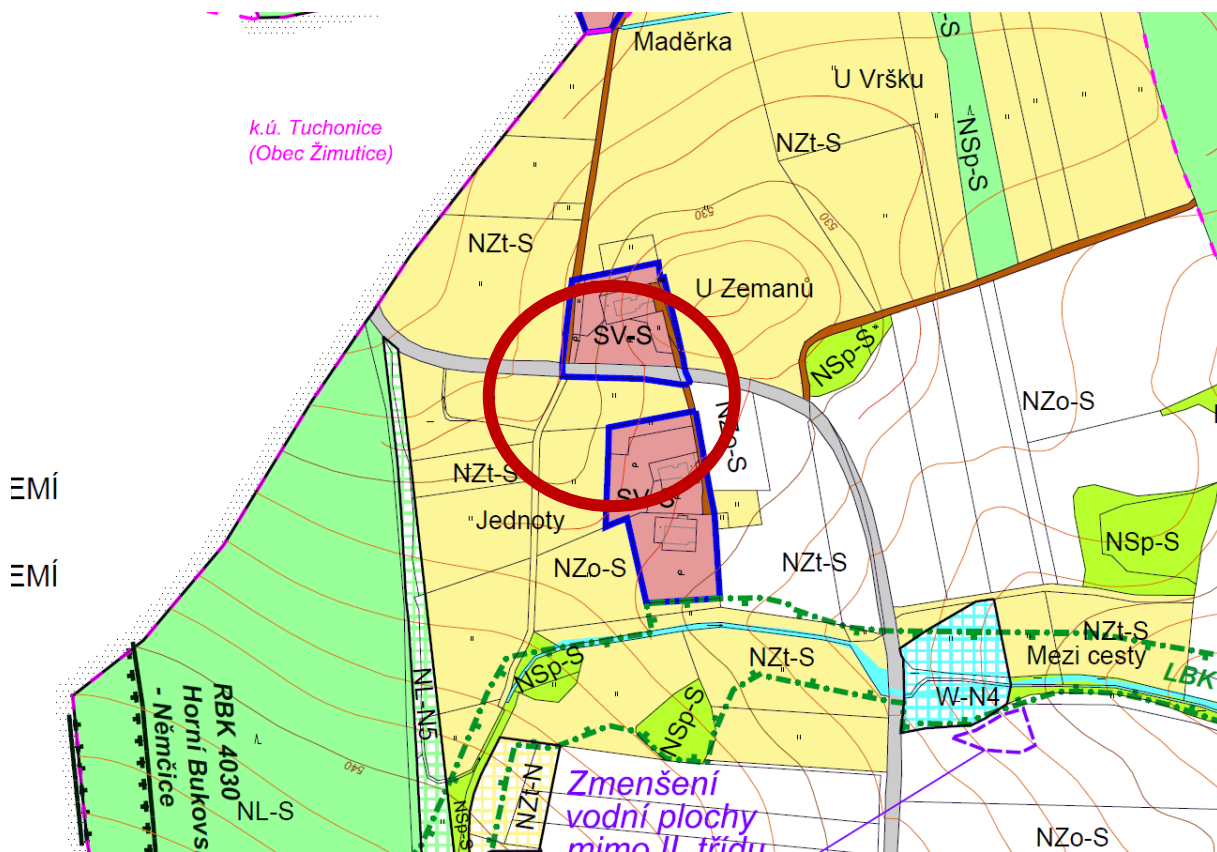 Maděrka
-S
U Vršku
k.ú. Tuchonice
(Obec Žimutice)
NZt-S
NSp-S
530
530
NZt-S
U Zemanů
SV-S
NSp-S
NZo-S
NZo-S
NZt-S
EMÍ
SV-S
Jednoty
NSp-S
NZo-S
NZt-S
EMÍ
NZt-S
Mezi cesty
NZt-S
NSp-S
LBK
RBK 4030
Horní Bukovs
- Němčice
NL-N5
W-N4
NSp-S
540
NL-S
NZt-N
NSp-S
Zmenšení
vodní plochy
mimo II. třídu
NZo-S